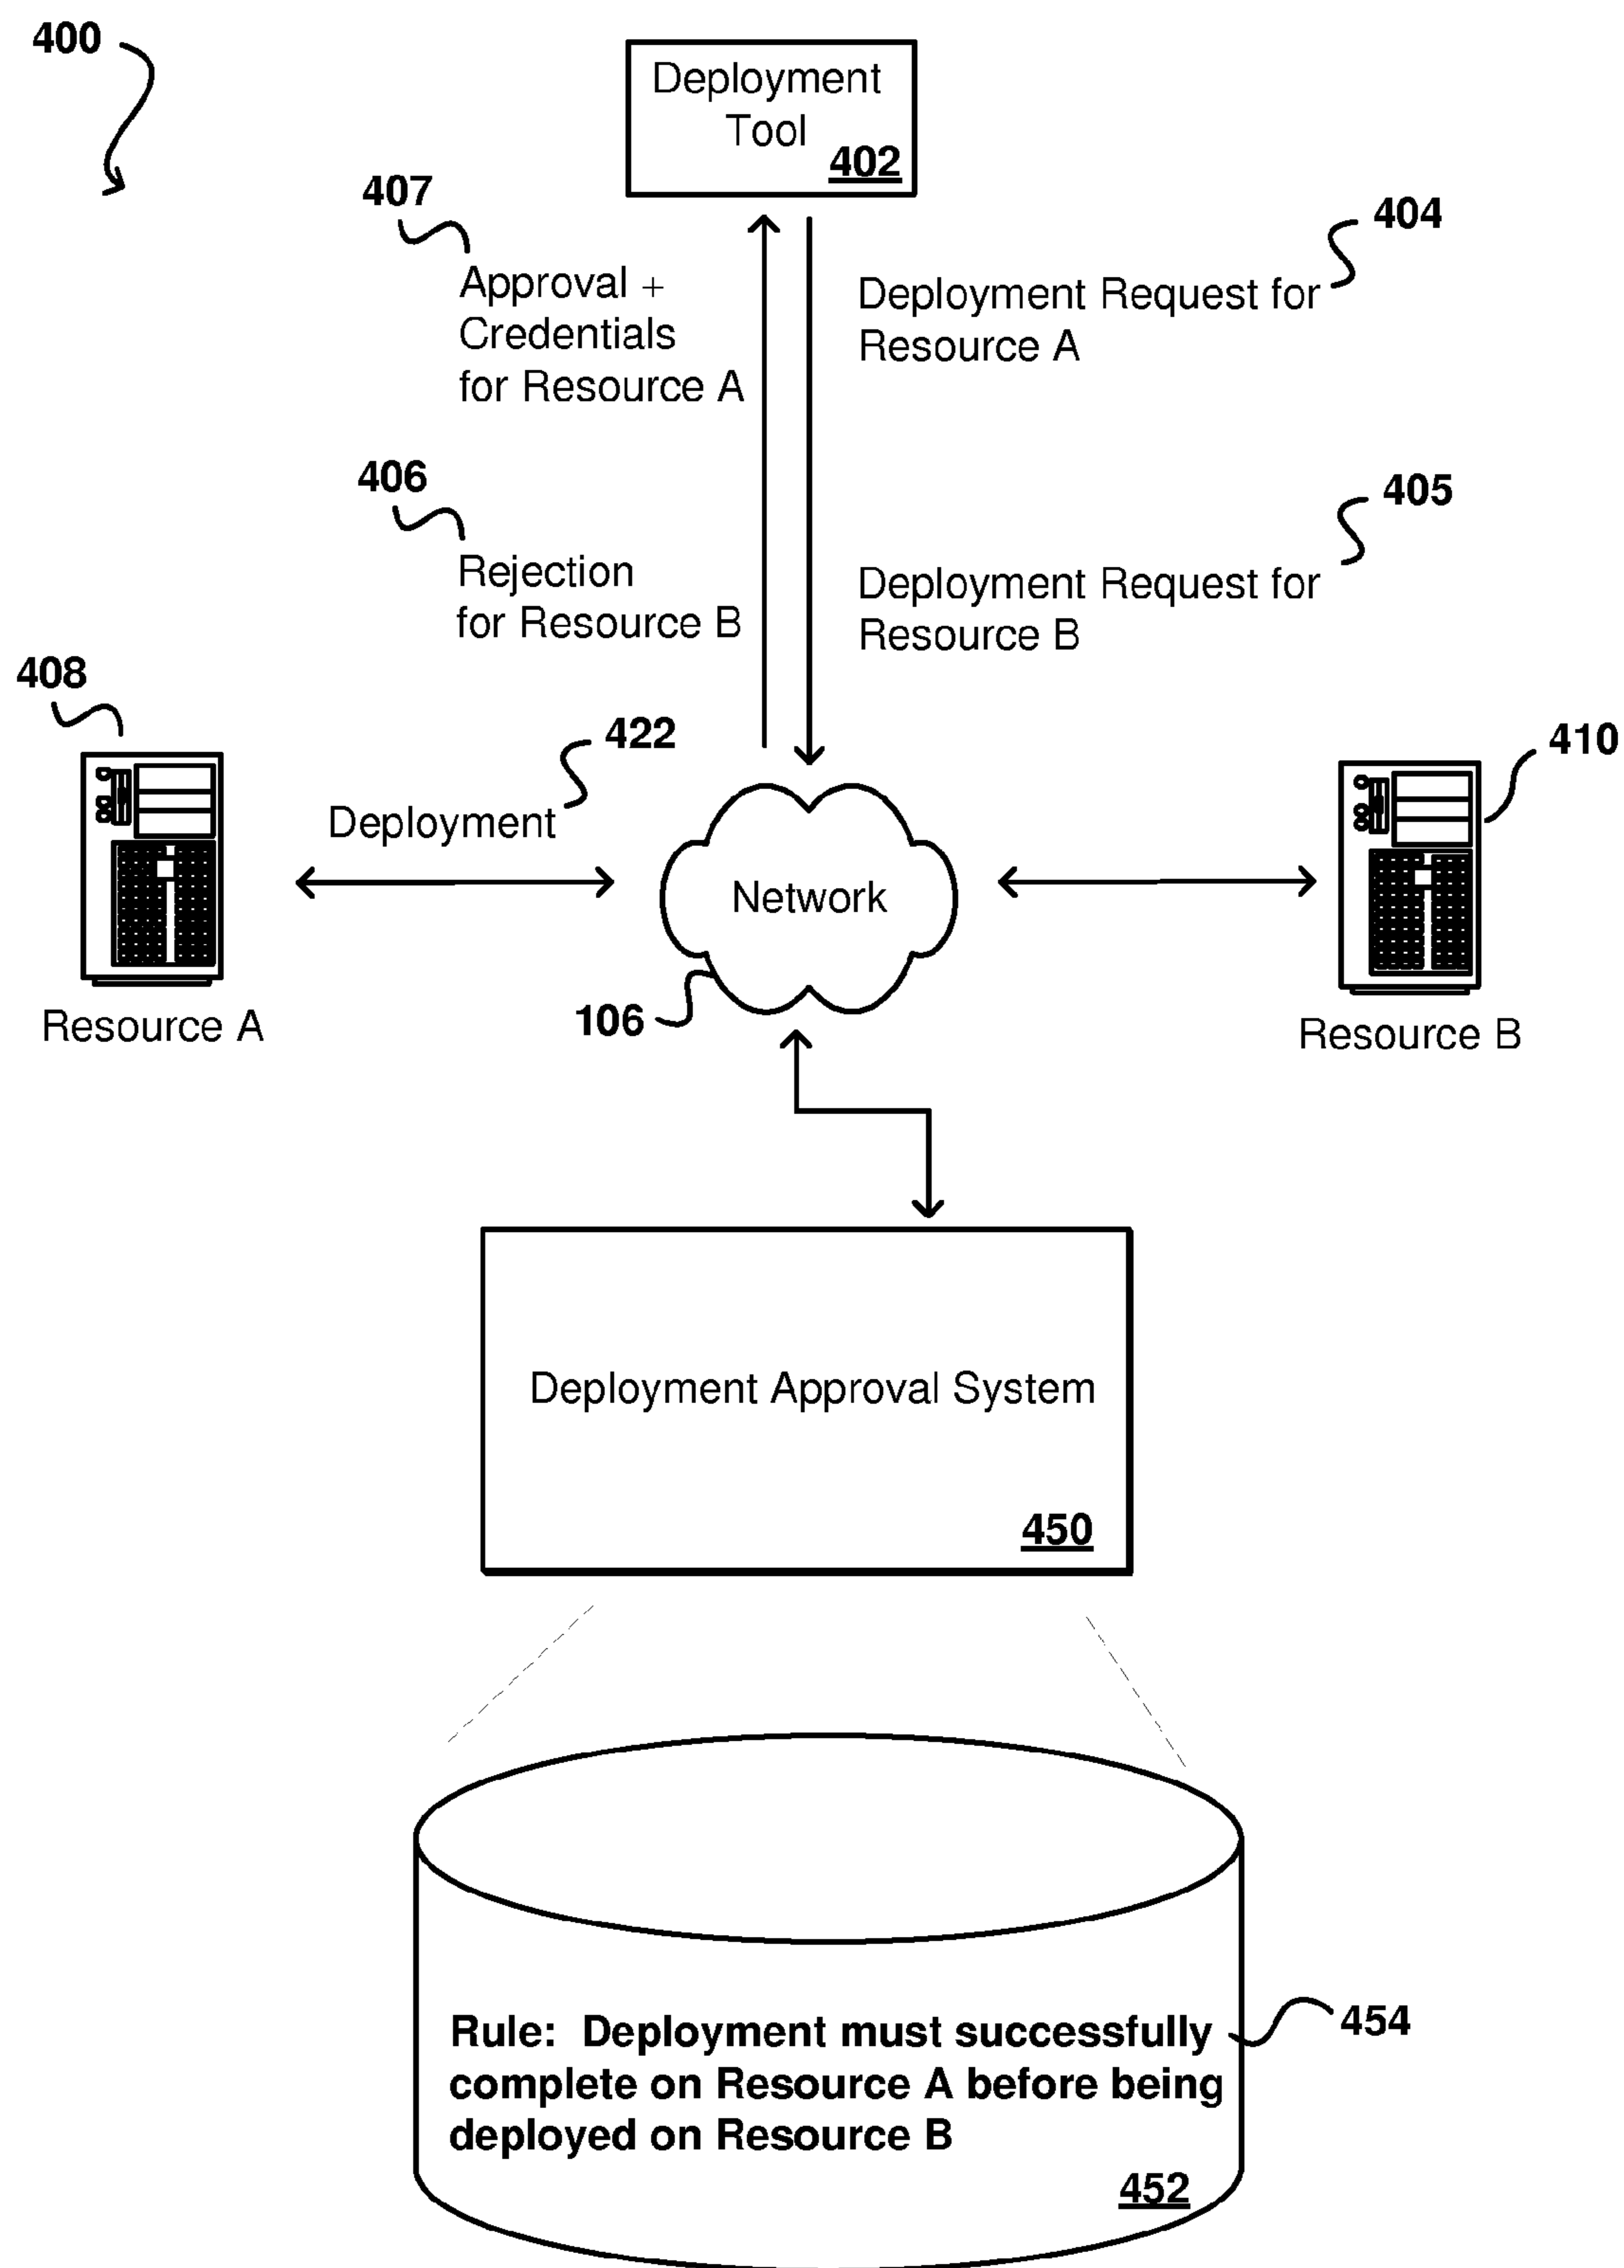 400
Deployment
Tool
402
407
404
Approval +
Credentials
for Resource A
Deployment Request for
Resource A
406
405
Rejection
for Resource B
Deployment Request for
Resource B
408
422
410
Deployment
Network
106
Resource A
Resource B
Deployment Approval System
450
Rule: Deployment must successfully
complete on Resource A before being
deployed on Resource B
454
452